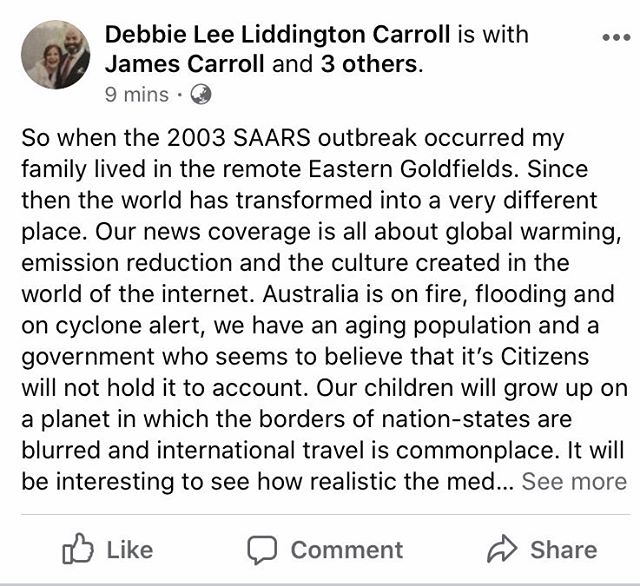 Debbie Lee Liddington Carroll is with
James Carroll and 3 others.
9 mins ·
So when the 2003 SAARS outbreak occurred my
family lived in the remote Eastern Goldfields. Since
then the world has transformed into a very different
place. Our news coverage is all about global warming,
emission reduction and the culture created in the
world of the internet. Australia is on fire, flooding and
on cyclone alert, we have an aging population and a
government who seems to believe that it’s Citizens
will not hold it to account. Our children will grow up on
a planet in which the borders of nation-states are
blurred and international travel is commonplace. It will
be interesting to see how realistic the med... See more
Like Comment Share